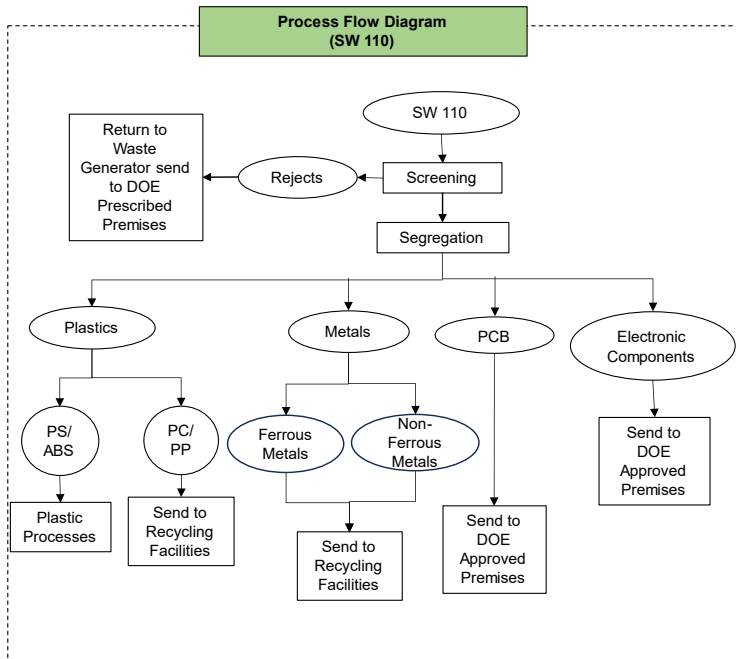 Process Flow Diagram
(SW 110)
SW 110
Return to
Waste
Generator send
to DOE
Prescribed
Premises
Rejects
Screening
Segregation
Plastics
Metals
PCB
Electronic
Components
PS/
ABS
PC/
PP
Ferrous
Metals
Non-
Ferrous
Metals
Send to
DOE
Approved
Premises
Plastic
Processes
Send to
Recycling
Facilities
Send to
Recycling
Facilities
Send to
DOE
Approved
Premises